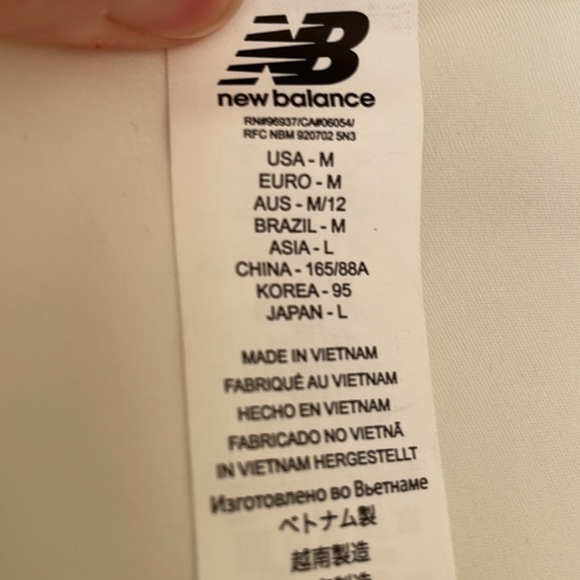 NB
new balance
RN#96937/CA#06054/
RFC NBM 920702 5N3
USA - M
EURO - M
AUS - M/12
BRAZIL - M
ASIA - L
CHINA - 165/88A
KOREA - 95
JAPAN - L
MADE IN VIETNAM
FABRIQUÉ AU VIETNAM
HECHO EN VIETNAM
FABRICADO NO VIETNÃ
IN VIETNAM HERGESTELLT
Изготовлено во Вьетнаме
ベトナム製
越南製造